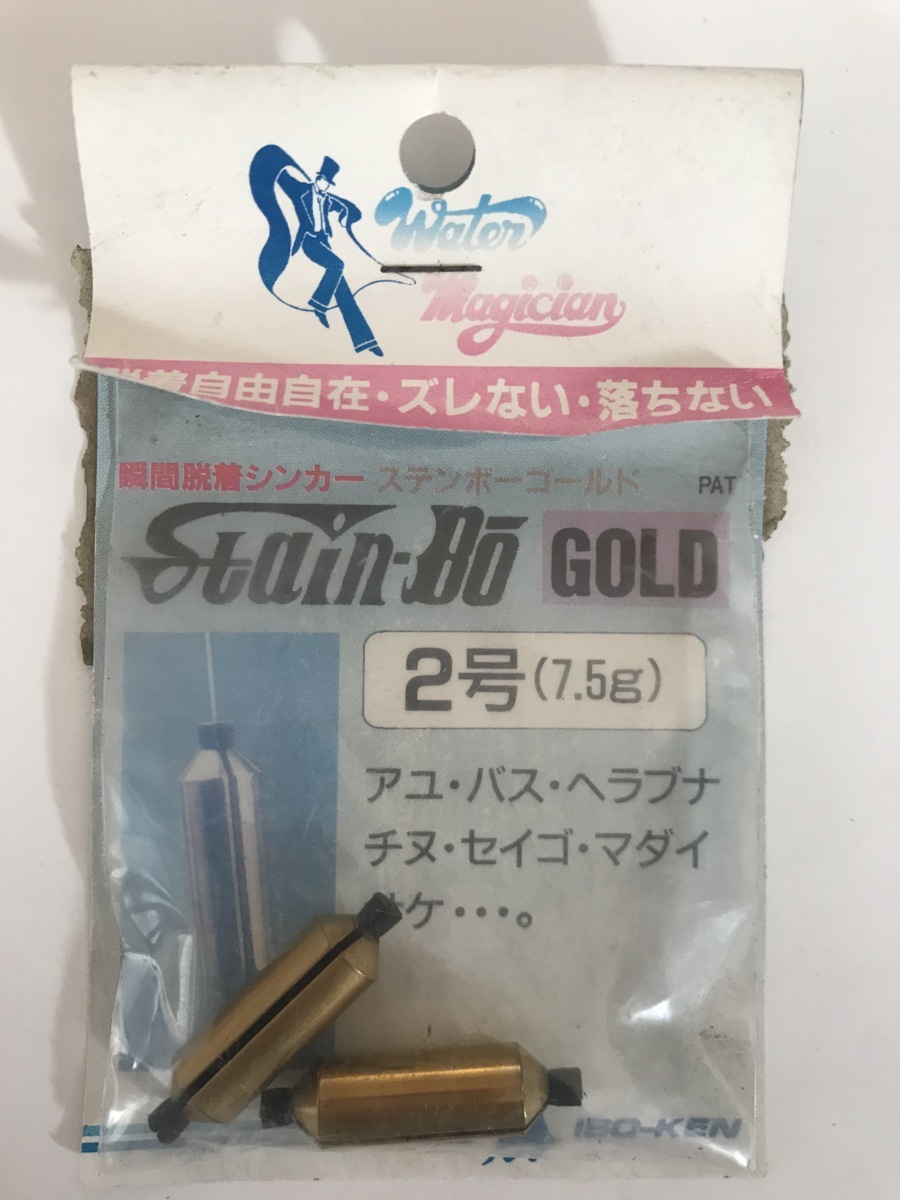 Water
Magician
脱着自由自在・ズレない・落ちない
瞬間脱着シンカー ステンボーゴールド PAT
Stain-Bō GOLD
2号(7.5g)
アユ・バス・ヘラブナ
チヌ・セイゴ・マダイ
サケ・・・。
IBO-KEN